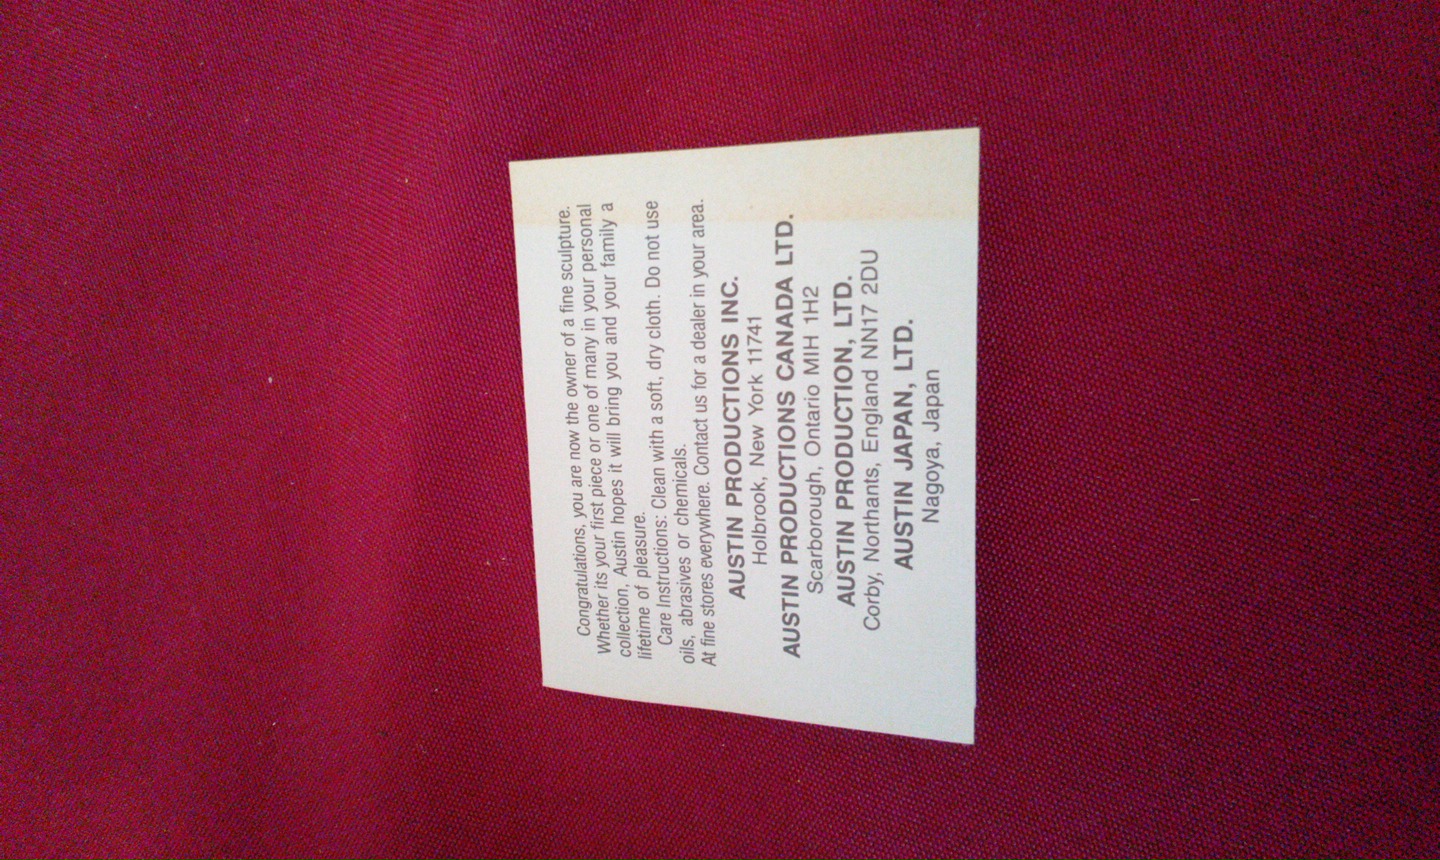 Congratulations, you are now the owner of a fine sculpture.
Whether its your first piece or one of many in your personal
collection, Austin hopes it will bring you and your family a
lifetime of pleasure.
Care Instructions: Clean with a soft, dry cloth. Do not use
oils, abrasives or chemicals.
At fine stores everywhere. Contact us for a dealer in your area.
AUSTIN PRODUCTIONS INC.
Holbrook, New York 11741
AUSTIN PRODUCTIONS CANADA LTD.
Scarborough, Ontario MIH 1H2
AUSTIN PRODUCTION, LTD.
Corby, Northants, England NN17 2DU
AUSTIN JAPAN, LTD.
Nagoya, Japan